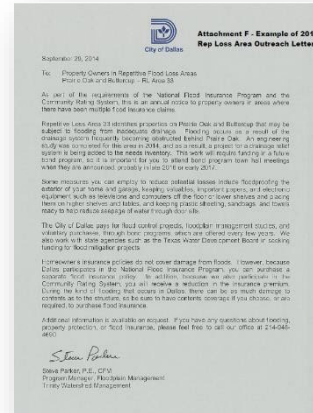 City of Dallas
Attachment F - Example of 201
Rep Loss Area Outreach Letter
September 29, 2014
To: Property Owners in Repetitive Flood Loss Areas
Prairie Oak and Buttercup – RL Area 38
As part of the requirements of the National Flood Insurance Program and the
Community Rating System, this is an annual notice to property owners in areas where
there have been multiple flood insurance claims.
Repetitive Loss Area 38 identifies properties on Prairie Oak and Buttercup that may be
subject to flooding from inadequate drainage. Flooding occurs as a result of the
drainage system frequently becoming obstructed behind Prairie Oak. An engineering
study was completed for this area in 2014, and as a result, a project for a drainage relief
system is being added to the needs inventory. This work will require funding in a future
bond program, so it is important for you to attend bond program town hall meetings
when they are announced, probably in late 2016 or early 2017.
Some measures you can employ to reduce potential losses include floodproofing the
exterior of your home and garage, keeping valuables, important papers, and electronic
equipment such as televisions and computers off the floor or lower shelves and placing
them on higher shelves and tables, and keeping plastic sheeting, sandbags, and towels
ready to help reduce seepage of water through door sills.
The City of Dallas pays for flood control projects, floodplain management studies, and
voluntary purchases, through bond programs, which are offered every few years. We
also work with state agencies such as the Texas Water Development Board in seeking
funding for flood mitigation projects.
Homeowner's insurance policies do not cover damage from floods. However, because
Dallas participates in the National Flood Insurance Program, you can purchase a
separate flood insurance policy. In addition, because we also participate in the
Community Rating System, you will receive a reduction in the insurance premium.
During the kind of flooding that occurs in Dallas, there can be as much damage to
contents as to the structure, so be sure to have contents coverage if you choose, or are
required, to purchase flood insurance.
Additional information is available on request. If you have any questions about flooding,
property protection, or flood insurance, please feel free to call our office at 214-948-
4690.
Steve Parker
Steve Parker, P.E., CFM
Program Manager, Floodplain Management
Trinity Watershed Management